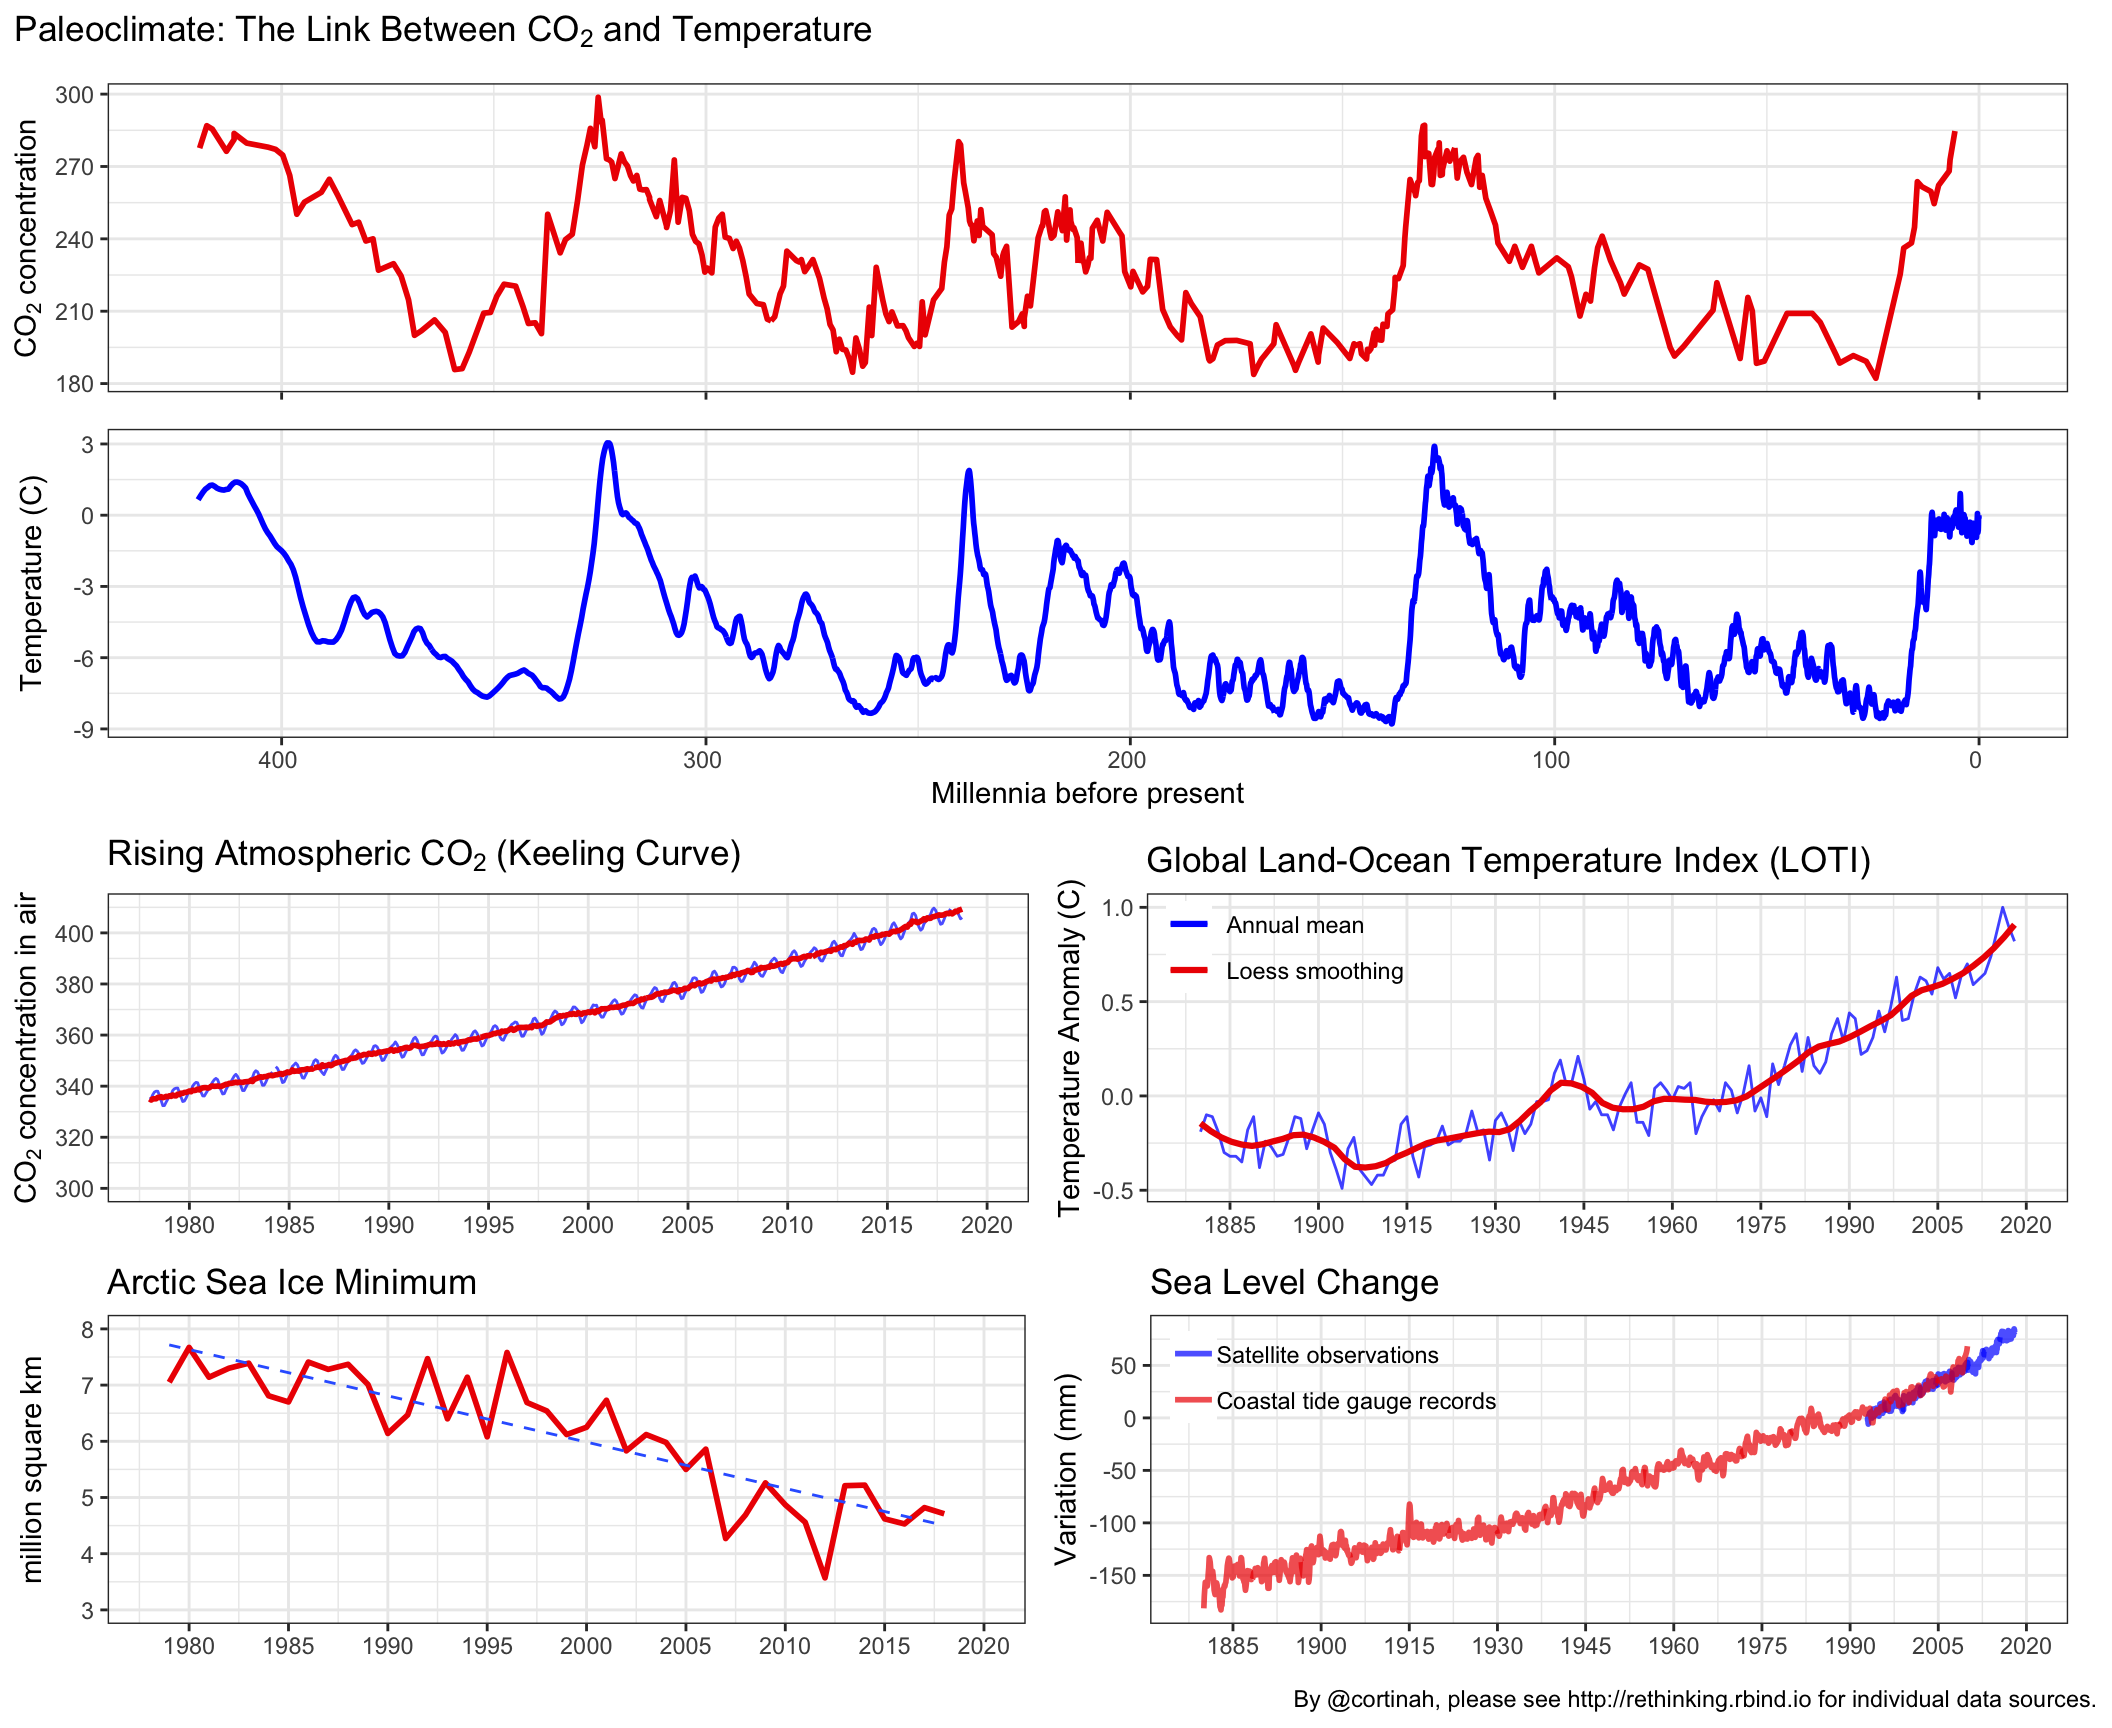 Paleoclimate: The Link Between CO₂ and Temperature
CO₂ concentration
300
270
240
210
180
Temperature (C)
3
0
-3
-6
-9
400 300 200 100 0
Millennia before present
Rising Atmospheric CO₂ (Keeling Curve)
CO₂ concentration in air
400
380
360
340
320
300
1980 1985 1990 1995 2000 2005 2010 2015 2020
Global Land-Ocean Temperature Index (LOTI)
Temperature Anomaly (C)
1.0
0.5
0.0
-0.5
Annual mean
Loess smoothing
1885 1900 1915 1930 1945 1960 1975 1990 2005 2020
Arctic Sea Ice Minimum
million square km
8
7
6
5
4
3
1980 1985 1990 1995 2000 2005 2010 2015 2020
Sea Level Change
Variation (mm)
50
0
-50
-100
-150
Satellite observations
Coastal tide gauge records
1885 1900 1915 1930 1945 1960 1975 1990 2005 2020
By @cortinah, please see http://rethinking.rbind.io for individual data sources.